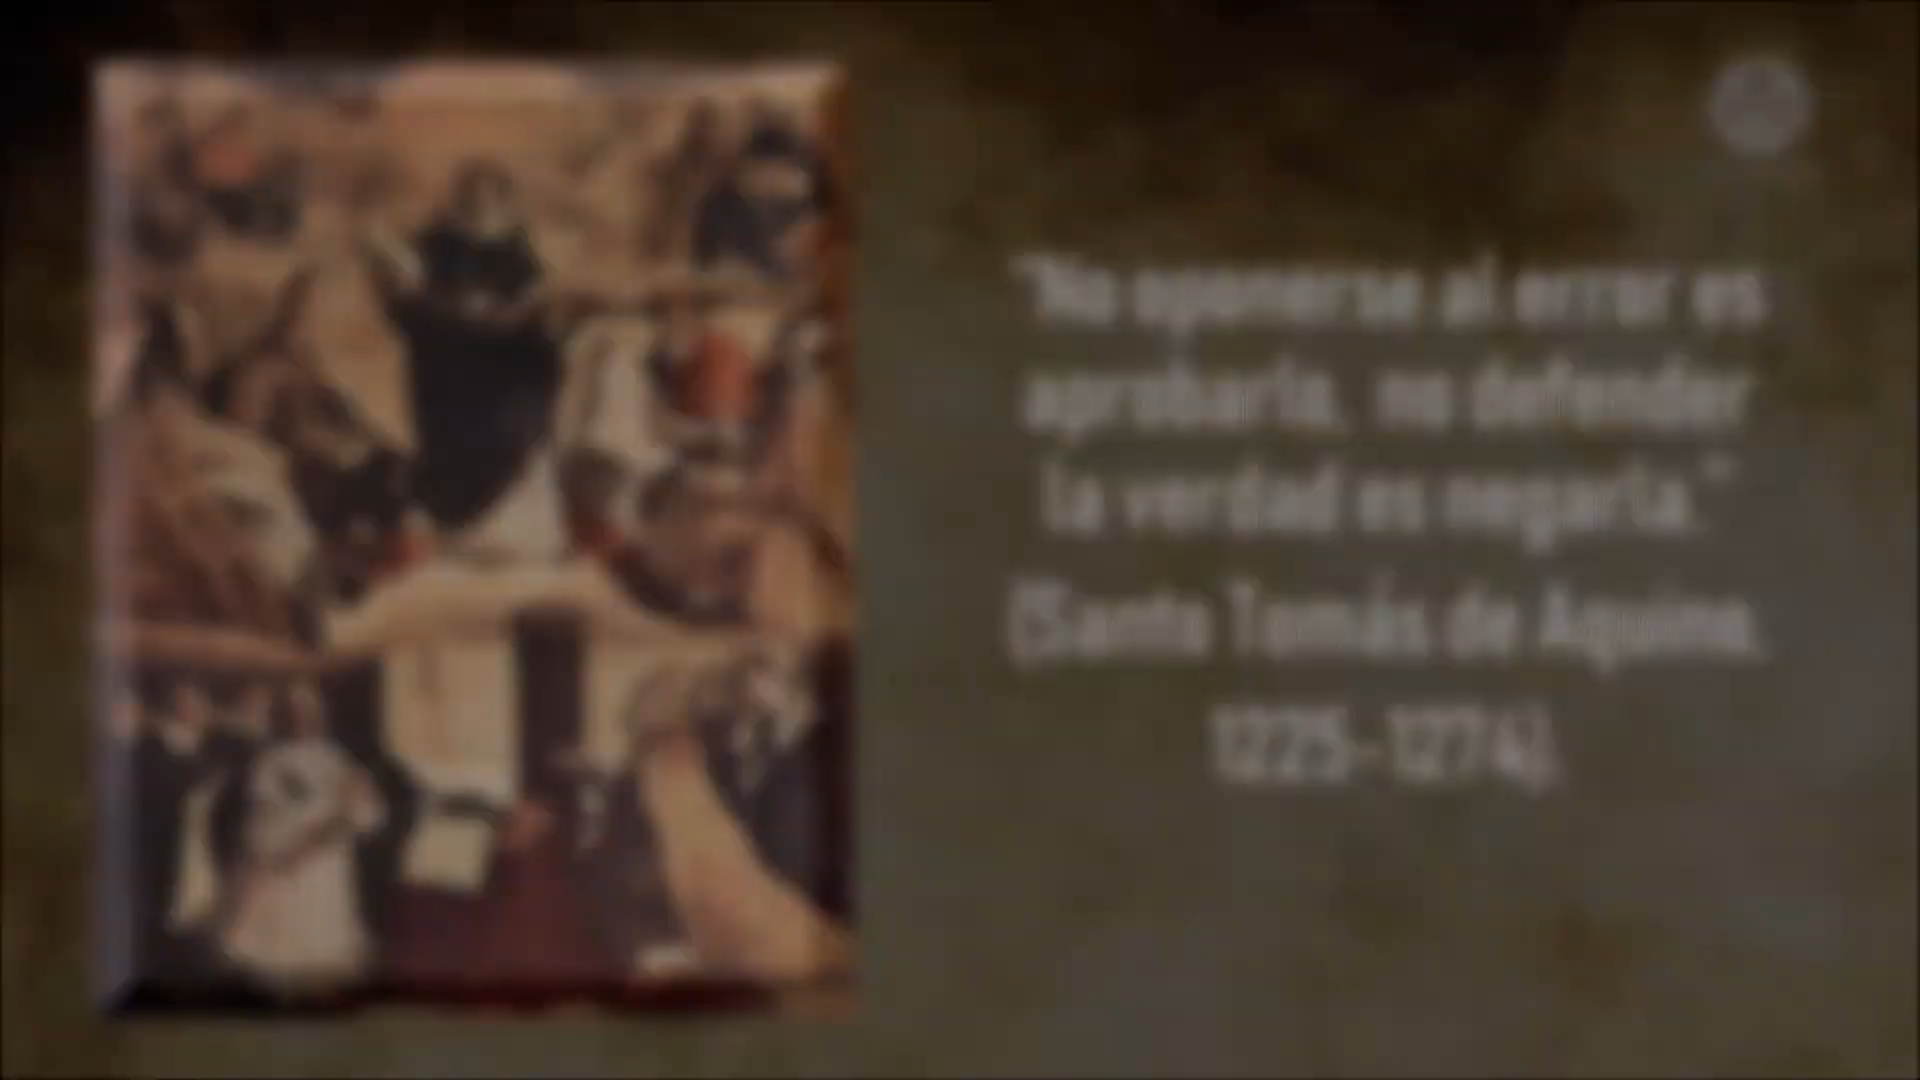 "No oponerse al error es
aprobarlo, no defender
la verdad es negarla."
(Santo Tomás de Aquino,
1225-1274).